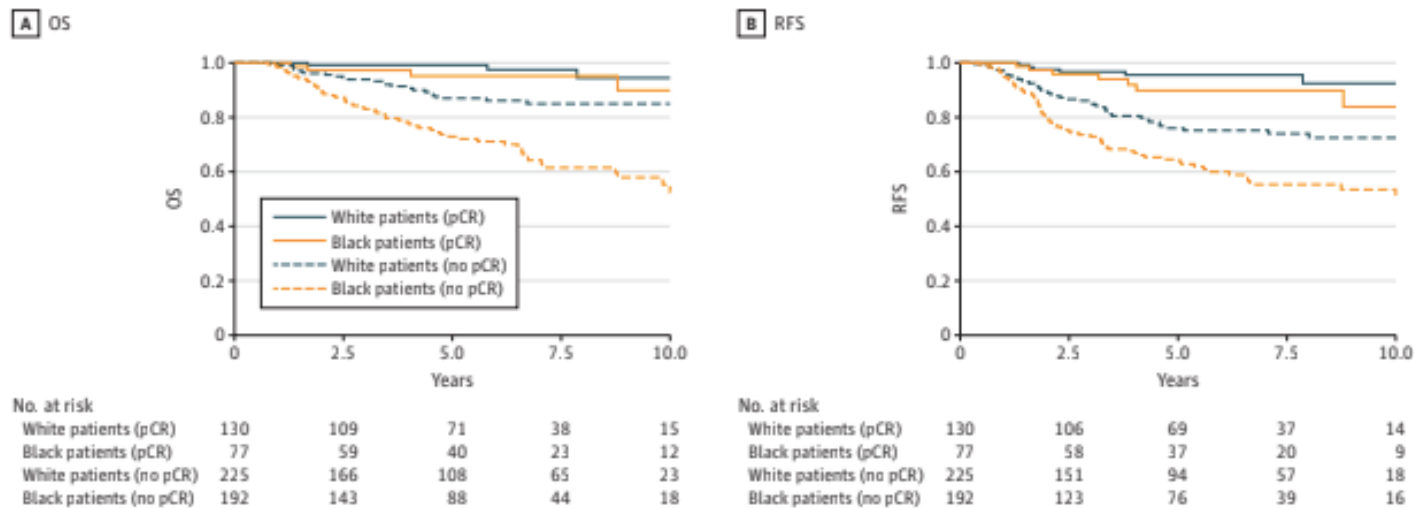 A OS
1.0
0.8
0.6
0.4
0.2
0
OS
White patients (pCR)
Black patients (pCR)
White patients (no pCR)
Black patients (no pCR)
0 2.5 5.0 7.5 10.0
Years
No. at risk
White patients (pCR) 130 109 71 38 15
Black patients (pCR) 77 59 40 23 12
White patients (no pCR) 225 166 108 65 23
Black patients (no pCR) 192 143 88 44 18
B RFS
1.0
0.8
0.6
0.4
0.2
0
RFS
0 2.5 5.0 7.5 10.0
Years
No. at risk
White patients (pCR) 130 106 69 37 14
Black patients (pCR) 77 58 37 20 9
White patients (no pCR) 225 151 94 57 18
Black patients (no pCR) 192 123 76 39 16